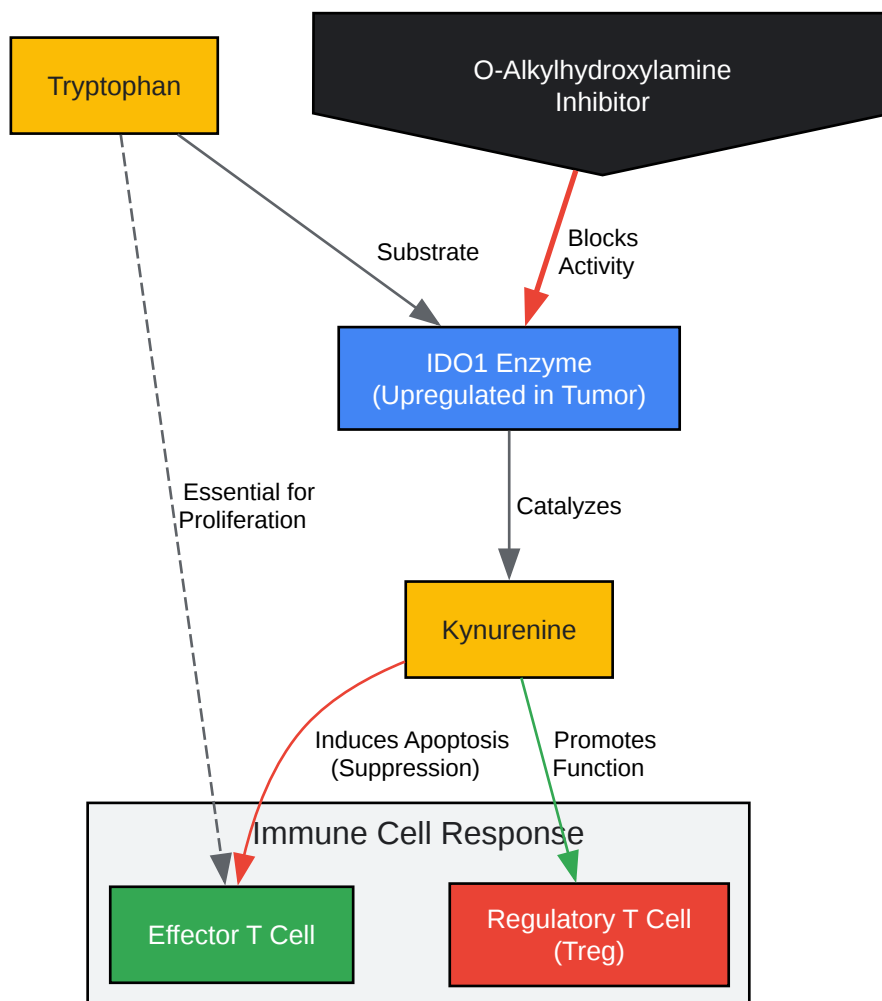 Tryptophan
O-Alkylhydroxylamine
Inhibitor
Substrate
Blocks
Activity
IDO1 Enzyme
(Upregulated in Tumor)
Essential for
Proliferation
Catalyzes
Kynurenine
Induces Apoptosis
(Suppression)
Promotes
Function
Immune Cell Response
Effector T Cell
Regulatory T Cell
(Treg)